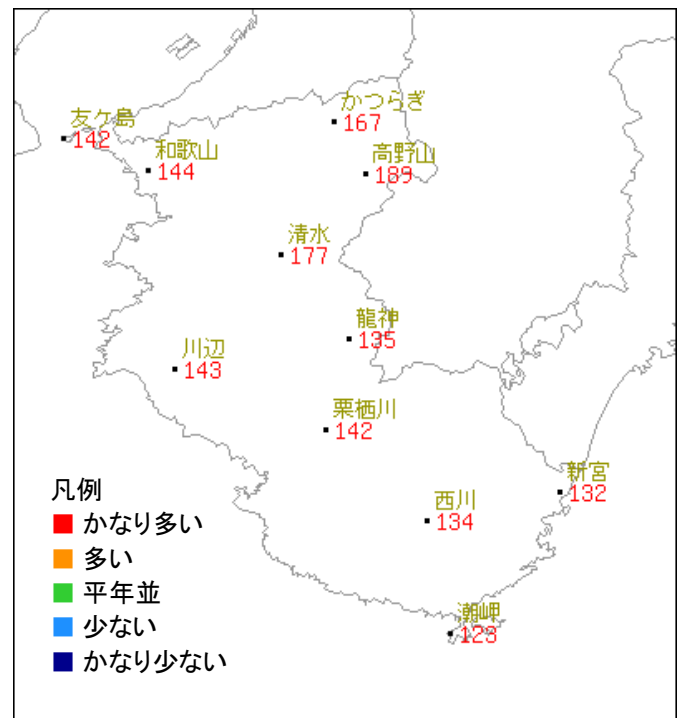 かつらぎ
167
友ケ島
142
和歌山
144
高野山
189
清水
177
龍神
135
川辺
143
栗栖川
142
新宮
132
西川
134
潮岬
123
凡例
かなり多い
多い
平年並
少ない
かなり少ない